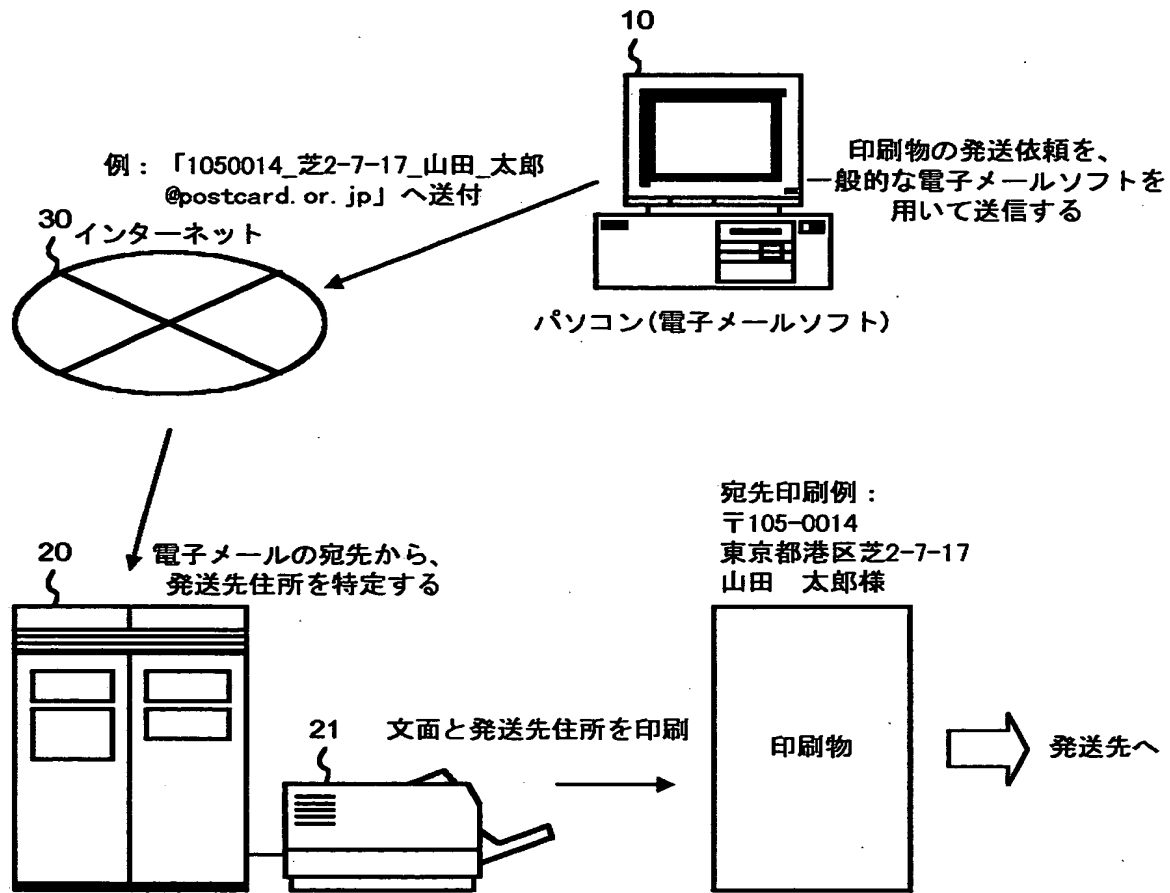 10
例：「1050014_芝2-7-17_山田_太郎
@postcard.or.jp」へ送付
印刷物の発送依頼を、
一般的な電子メールソフトを
用いて送信する
30
インターネット
パソコン(電子メールソフト)
20
電子メールの宛先から、
発送先住所を特定する
宛先印刷例：
〒105-0014
東京都港区芝2-7-17
山田　太郎様
21
文面と発送先住所を印刷
印刷物
発送先へ